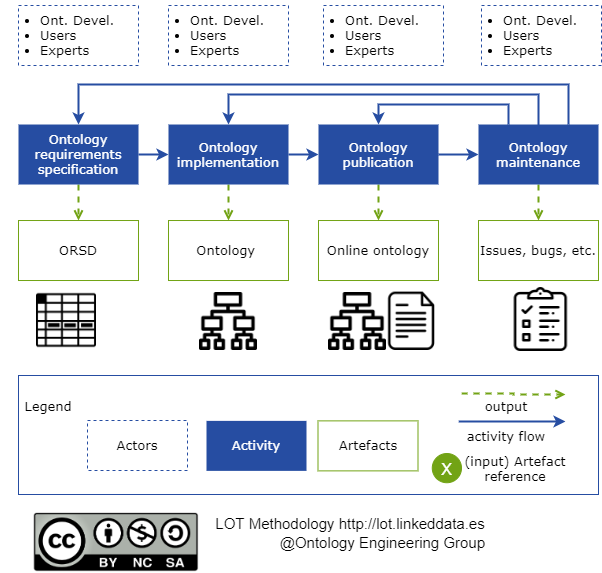 • Ont. Devel.
• Users
• Experts
• Ont. Devel.
• Users
• Experts
• Ont. Devel.
• Users
• Experts
• Ont. Devel.
• Users
• Experts
Ontology
requirements
specification
Ontology
implementation
Ontology
publication
Ontology
maintenance
ORSD
Ontology
Online ontology
Issues, bugs, etc.
Legend
Actors
Activity
Artefacts
output
activity flow
X
(input) Artefact
reference
cc
BY NC SA
LOT Methodology http://lot.linkeddata.es
@Ontology Engineering Group